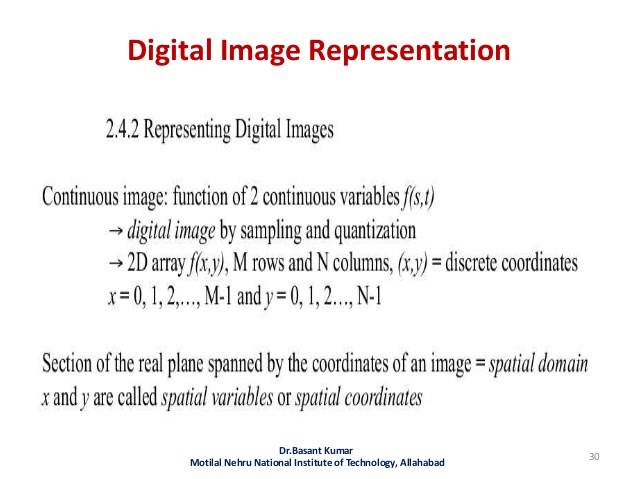 Digital Image Representation
2.4.2 Representing Digital Images
Continuous image: function of 2 continuous variables f(s,t)
→ digital image by sampling and quantization
→ 2D array f(x,y), M rows and N columns, (x,y) = discrete coordinates
x = 0, 1, 2,…, M-1 and y = 0, 1, 2…, N-1
Section of the real plane spanned by the coordinates of an image = spatial domain
x and y are called spatial variables or spatial coordinates
Dr.Basant Kumar
Motilal Nehru National Institute of Technology, Allahabad
30